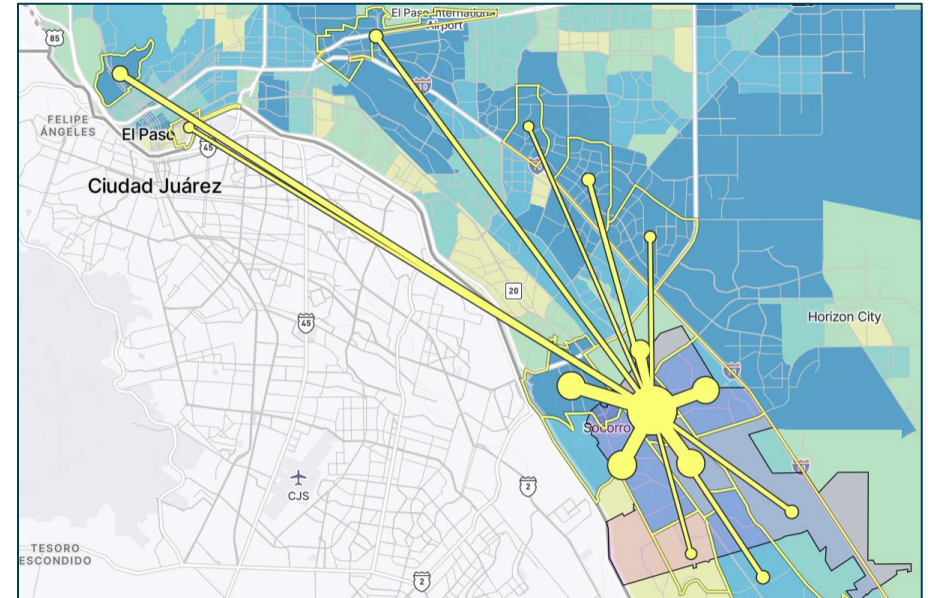 El Paso International
Airport
85
10
FELIPE
ÁNGELES
El Paso
45
Ciudad Juárez
20
45
Horizon City
Socorro
2
CJS
TESORO
ESCONDIDO
2